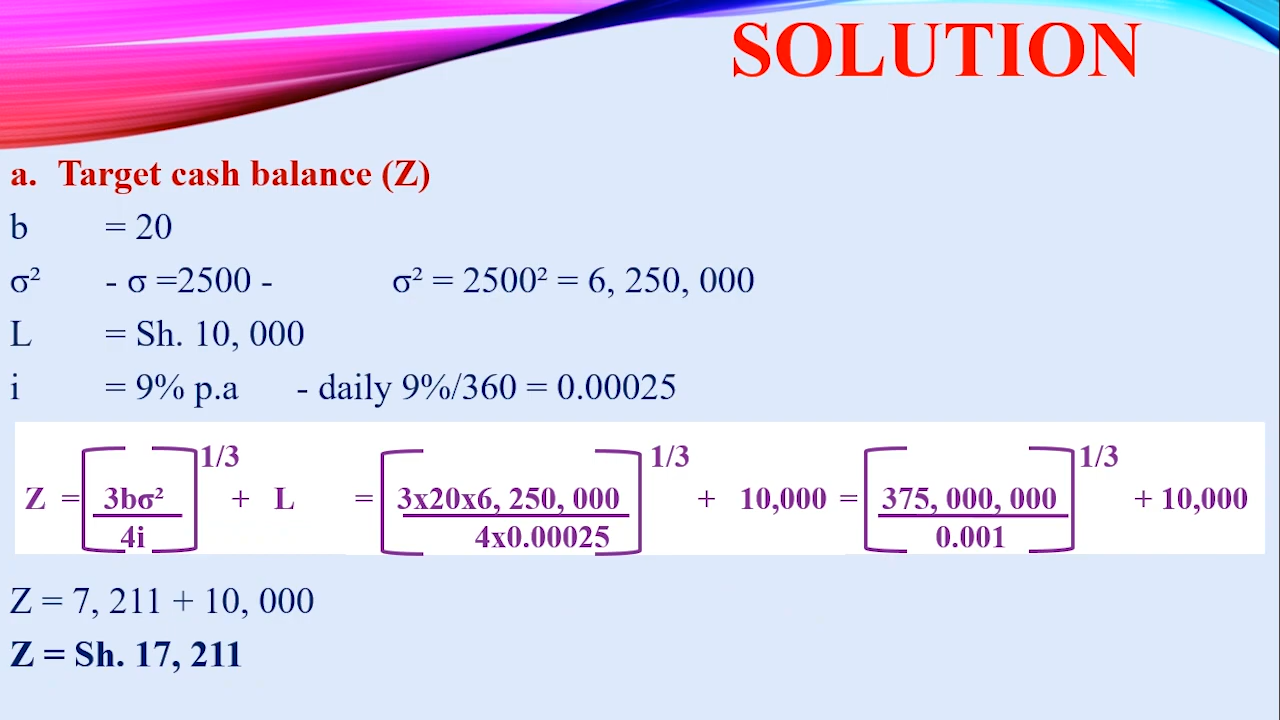 SOLUTION
a. Target cash balance (Z)
b = 20
σ² - σ =2500 - σ² = 2500² = 6, 250, 000
L = Sh. 10, 000
i = 9% p.a - daily 9%/360 = 0.00025
1/3 1/3 1/3
Z = 3bσ² + L = 3x20x6, 250, 000 + 10,000 = 375, 000, 000 + 10,000
4i 4x0.00025 0.001
Z = 7, 211 + 10, 000
Z = Sh. 17, 211